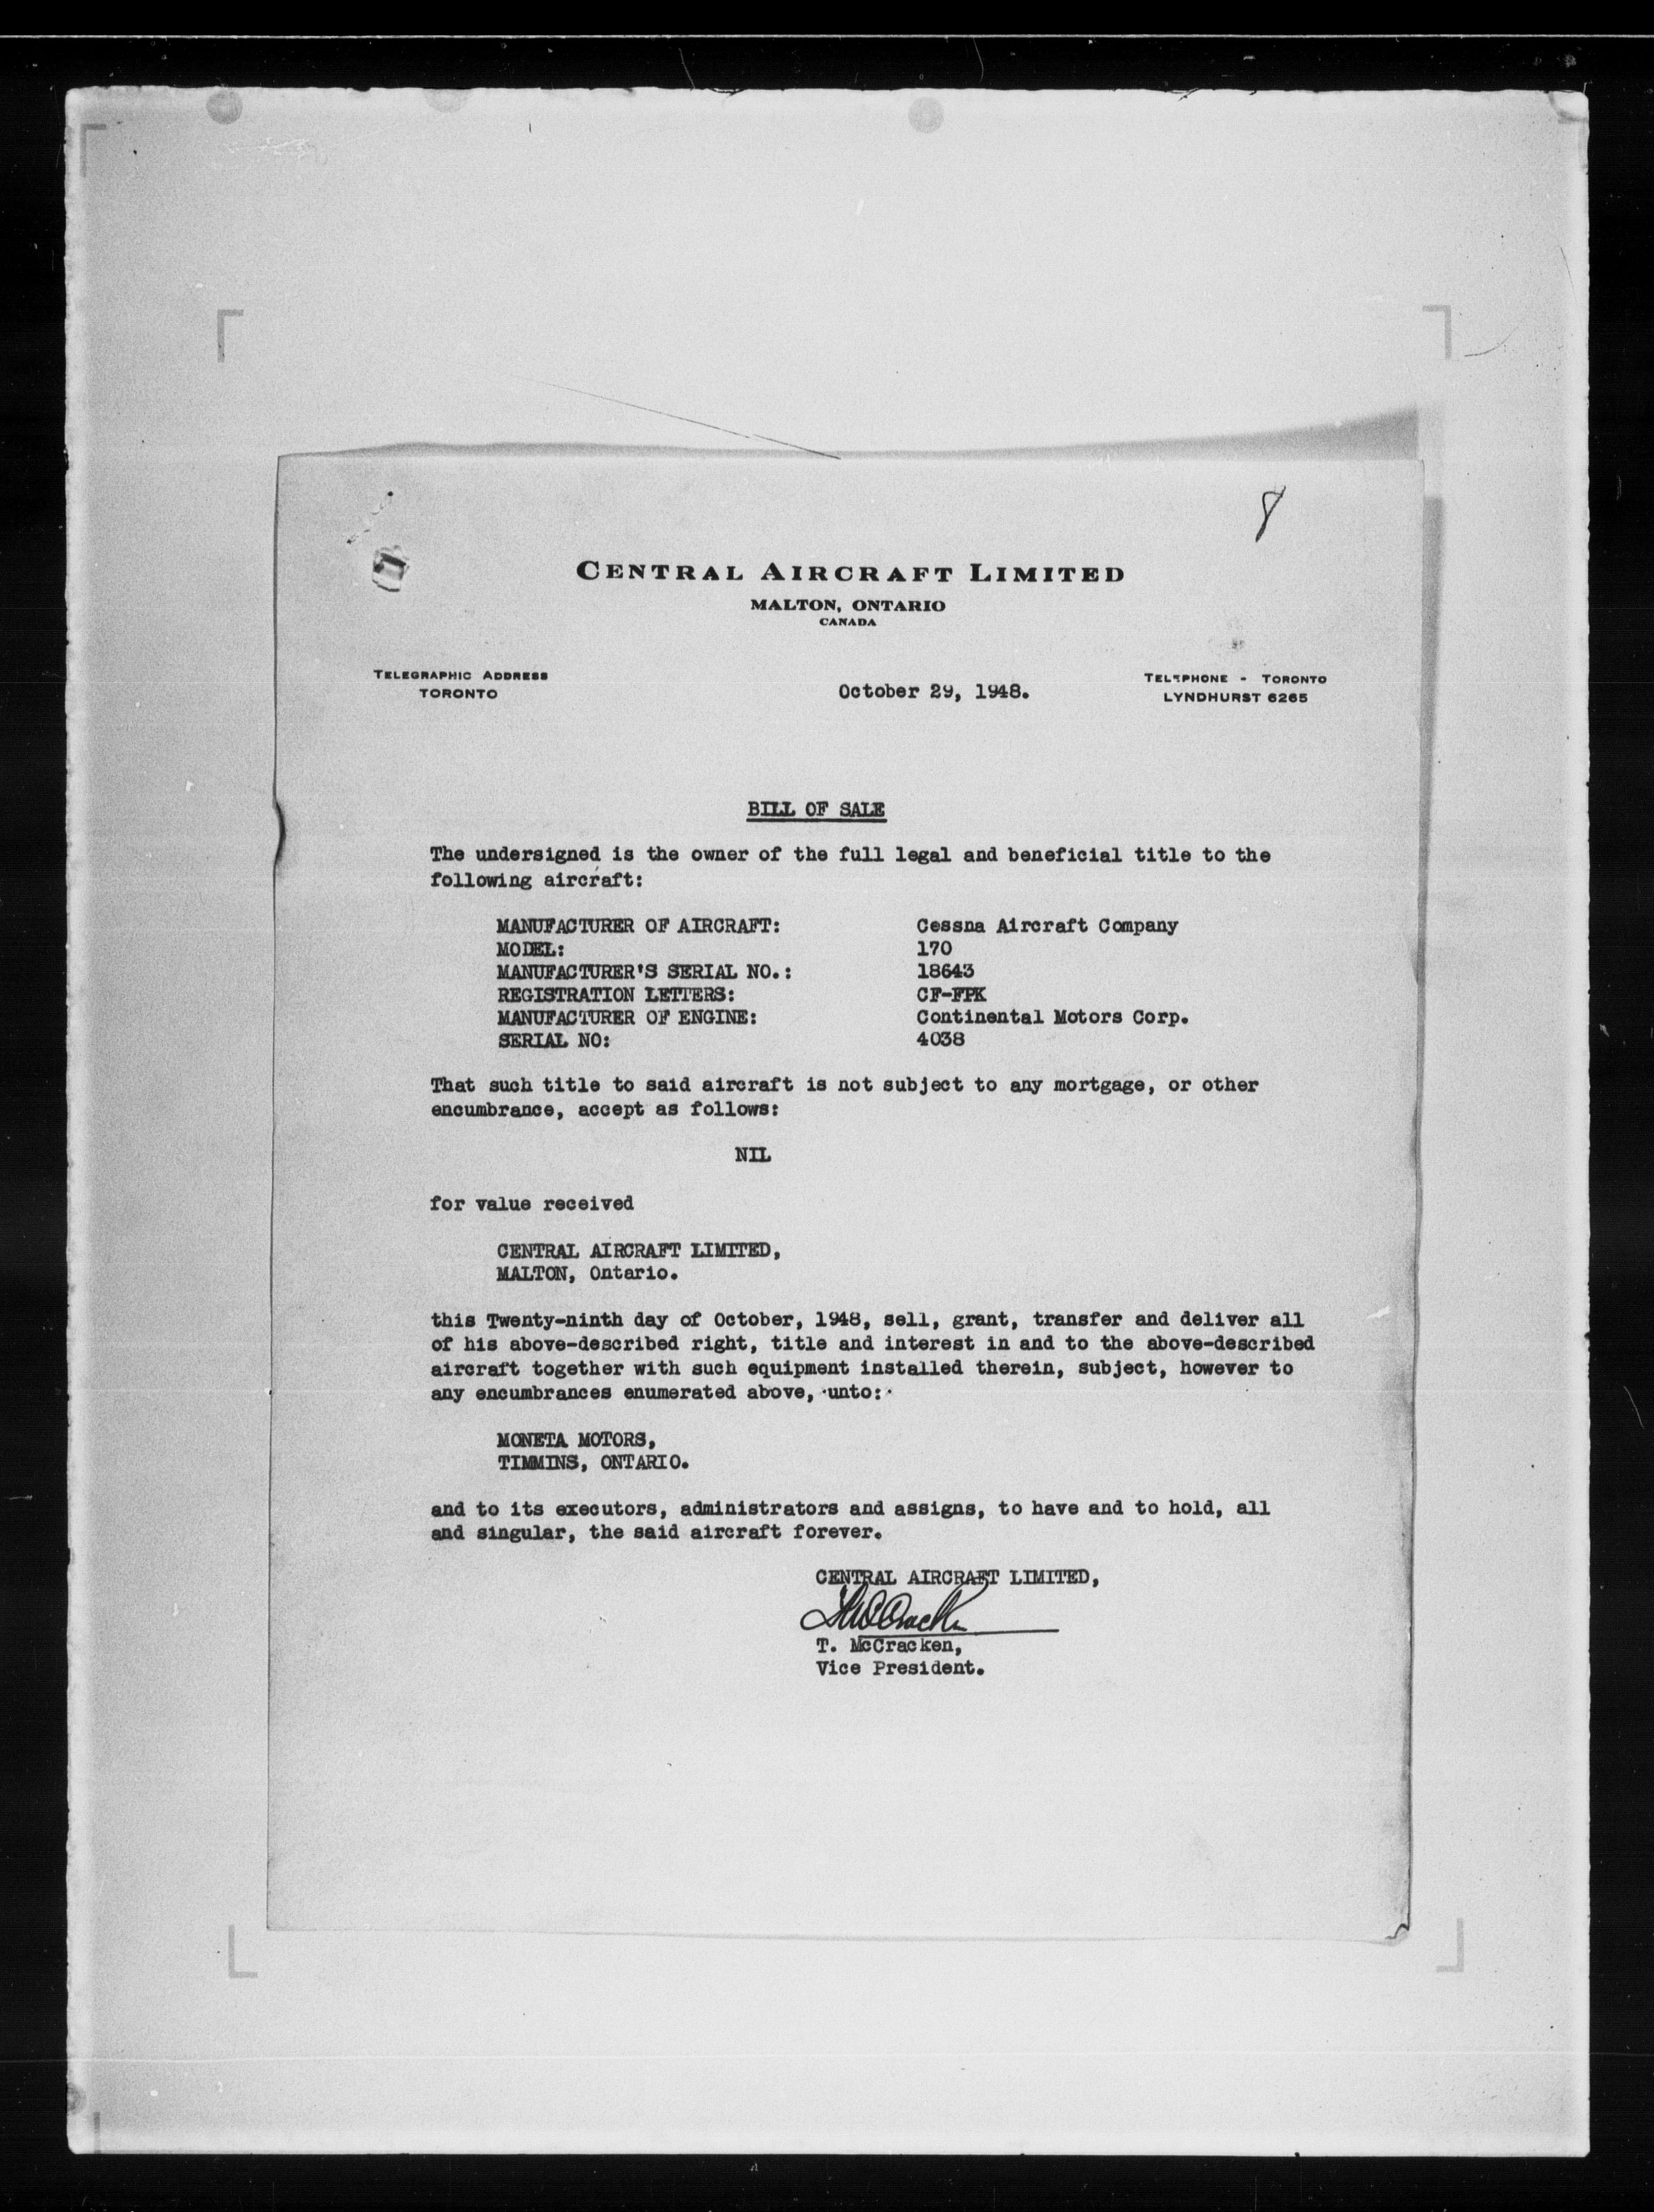 8
CENTRAL AIRCRAFT LIMITED
MALTON, ONTARIO
CANADA
TELEGRAPHIC ADDRESS
TORONTO
October 29, 1948.
TELEPHONE - TORONTO
LYNDHURST 6265
BILL OF SALE
The undersigned is the owner of the full legal and beneficial title to the
following aircraft:
MANUFACTURER OF AIRCRAFT: Cessna Aircraft Company
MODEL: 170
MANUFACTURER'S SERIAL NO.: 18643
REGISTRATION LETTERS: CF-FPK
MANUFACTURER OF ENGINE: Continental Motors Corp.
SERIAL NO: 4038
That such title to said aircraft is not subject to any mortgage, or other
encumbrance, accept as follows:
NIL
for value received
CENTRAL AIRCRAFT LIMITED,
MALTON, Ontario.
this Twenty-ninth day of October, 1948, sell, grant, transfer and deliver all
of his above-described right, title and interest in and to the above-described
aircraft together with such equipment installed therein, subject, however to
any encumbrances enumerated above, unto:
MONETA MOTORS,
TIMMINS, ONTARIO.
and to its executors, administrators and assigns, to have and to hold, all
and singular, the said aircraft forever.
CENTRAL AIRCRAFT LIMITED,
T McCracken
T. McCracken,
Vice President.